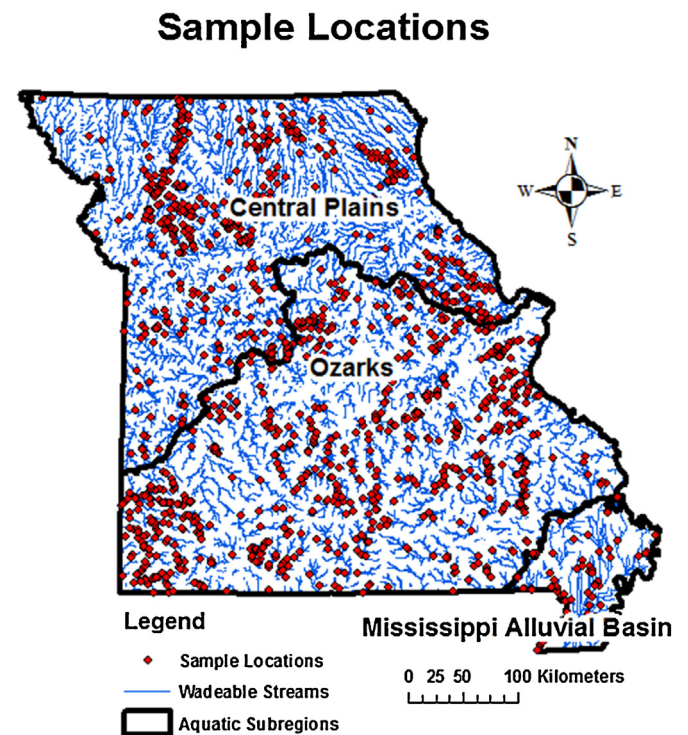 Sample Locations
N
W E
S
Central Plains
Ozarks
Mississippi Alluvial Basin
Legend
Sample Locations
Wadeable Streams
Aquatic Subregions
0 25 50 100 Kilometers